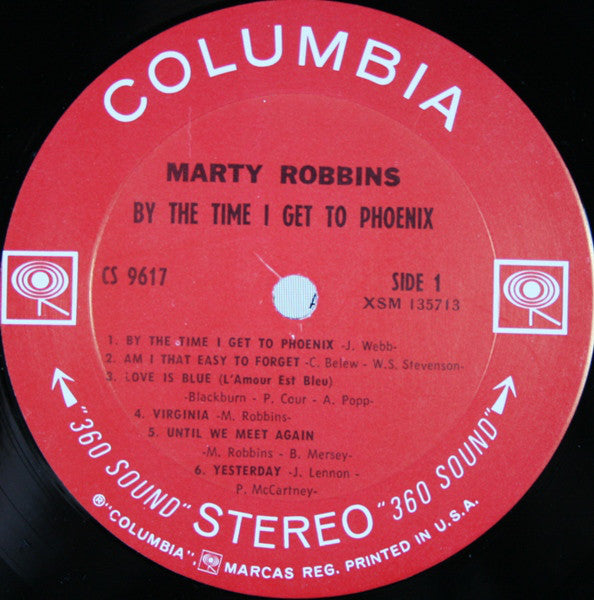 COLUMBIA
MARTY ROBBINS
BY THE TIME I GET TO PHOENIX
CS 9617
SIDE 1
XSM 135713
1. BY THE TIME I GET TO PHOENIX -J. Webb-
2. AM I THAT EASY TO FORGET -C. Belew - W.S. Stevenson-
3. LOVE IS BLUE (L'Amour Est Bleu)
-Blackburn - P. Cour - A. Popp-
4. VIRGINIA -M. Robbins-
5. UNTIL WE MEET AGAIN
-M. Robbins - B. Mersey-
6. YESTERDAY -J. Lennon -
P. McCartney-
"360 SOUND" STEREO "360 SOUND"
®"COLUMBIA", MARCAS REG. PRINTED IN U.S.A.